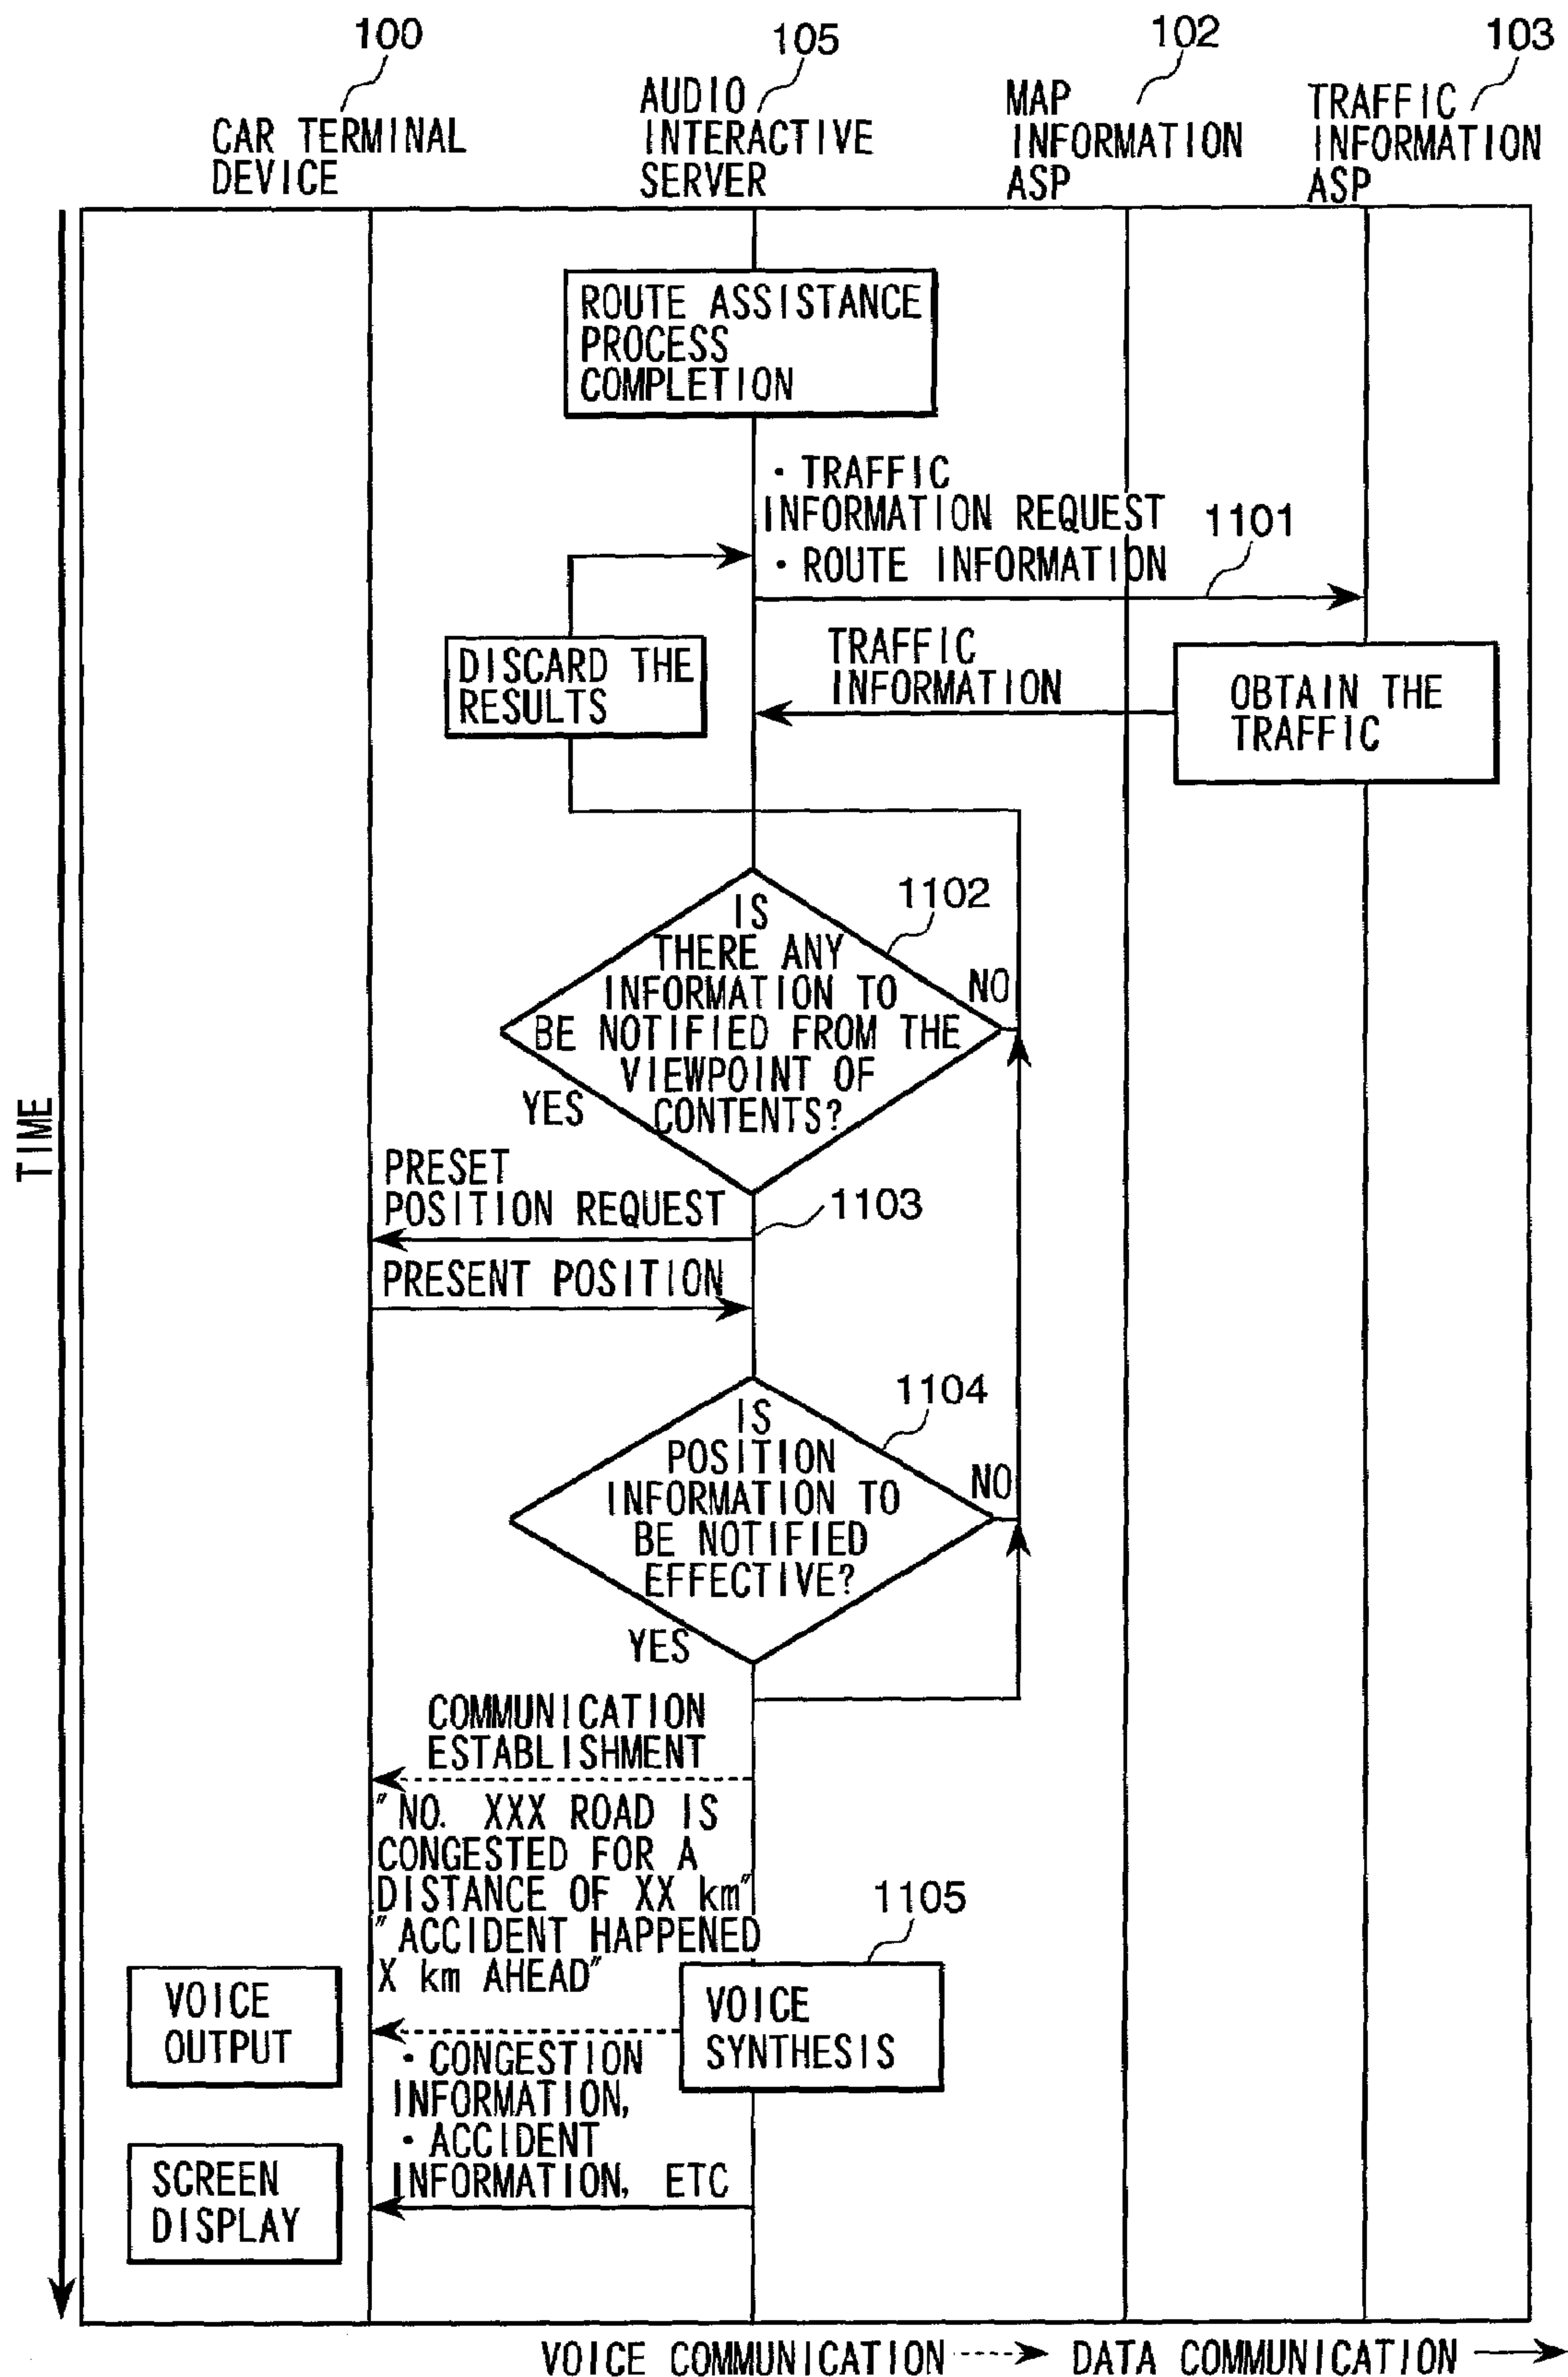 100
105
102
103
CAR TERMINAL
DEVICE
AUDIO
INTERACTIVE
SERVER
MAP
INFORMATION
ASP
TRAFFIC
INFORMATION
ASP
ROUTE ASSISTANCE
PROCESS
COMPLETION
・TRAFFIC
INFORMATION REQUEST
・ROUTE INFORMATION
1101
DISCARD THE
RESULTS
TRAFFIC
INFORMATION
OBTAIN THE
TRAFFIC
1102
IS
THERE ANY
INFORMATION TO
BE NOTIFIED FROM THE
VIEWPOINT OF
CONTENTS?
NO
YES
TIME
PRESET
POSITION REQUEST
1103
PRESENT POSITION
1104
IS
POSITION
INFORMATION TO
BE NOTIFIED
EFFECTIVE?
NO
YES
COMMUNICATION
ESTABLISHMENT
"NO. XXX ROAD IS
CONGESTED FOR A
DISTANCE OF XX km"
"ACCIDENT HAPPENED
X km AHEAD"
1105
VOICE
OUTPUT
VOICE
SYNTHESIS
・CONGESTION
INFORMATION,
・ACCIDENT
INFORMATION, ETC
SCREEN
DISPLAY
VOICE COMMUNICATION DATA COMMUNICATION